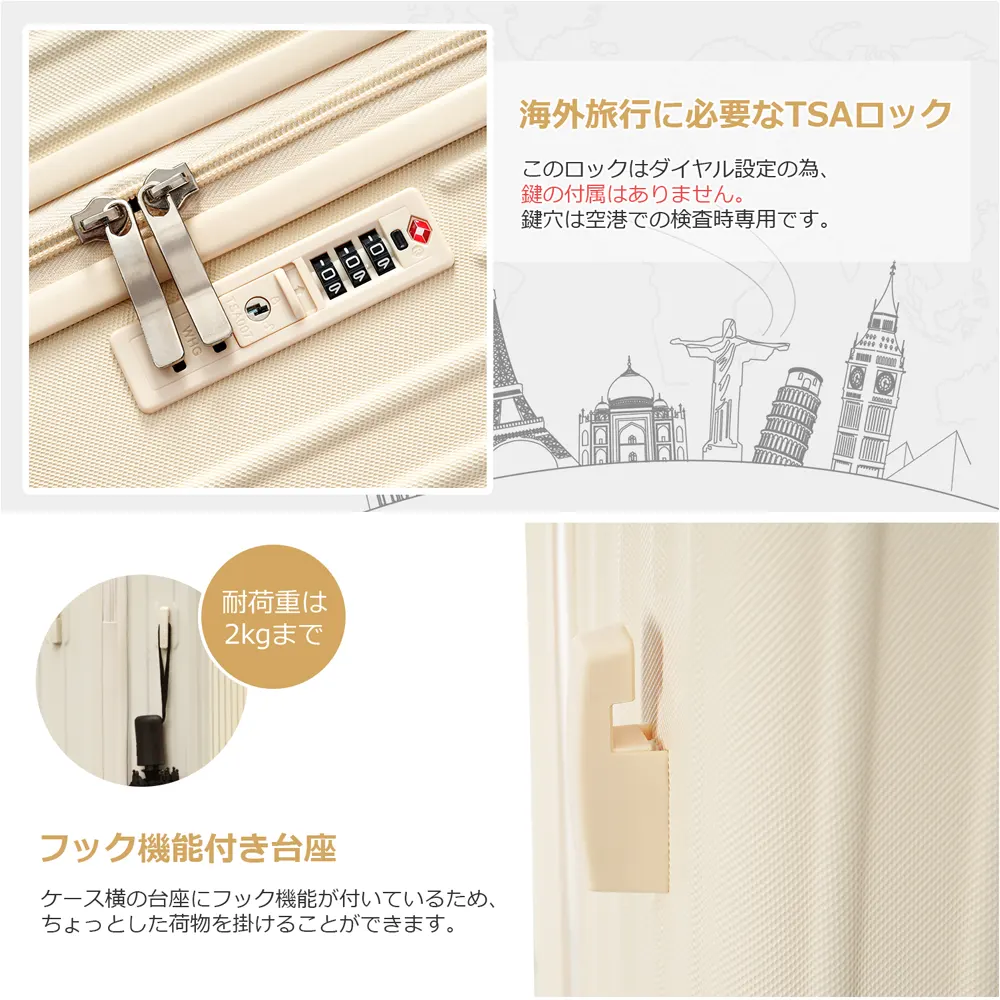 海外旅行に必要なTSAロック
このロックはダイヤル設定の為、
鍵の付属はありません。
鍵穴は空港での検査時専用です。
耐荷重は
2kgまで
フック機能付き台座
ケース横の台座にフック機能が付いているため、
ちょっとした荷物を掛けることができます。